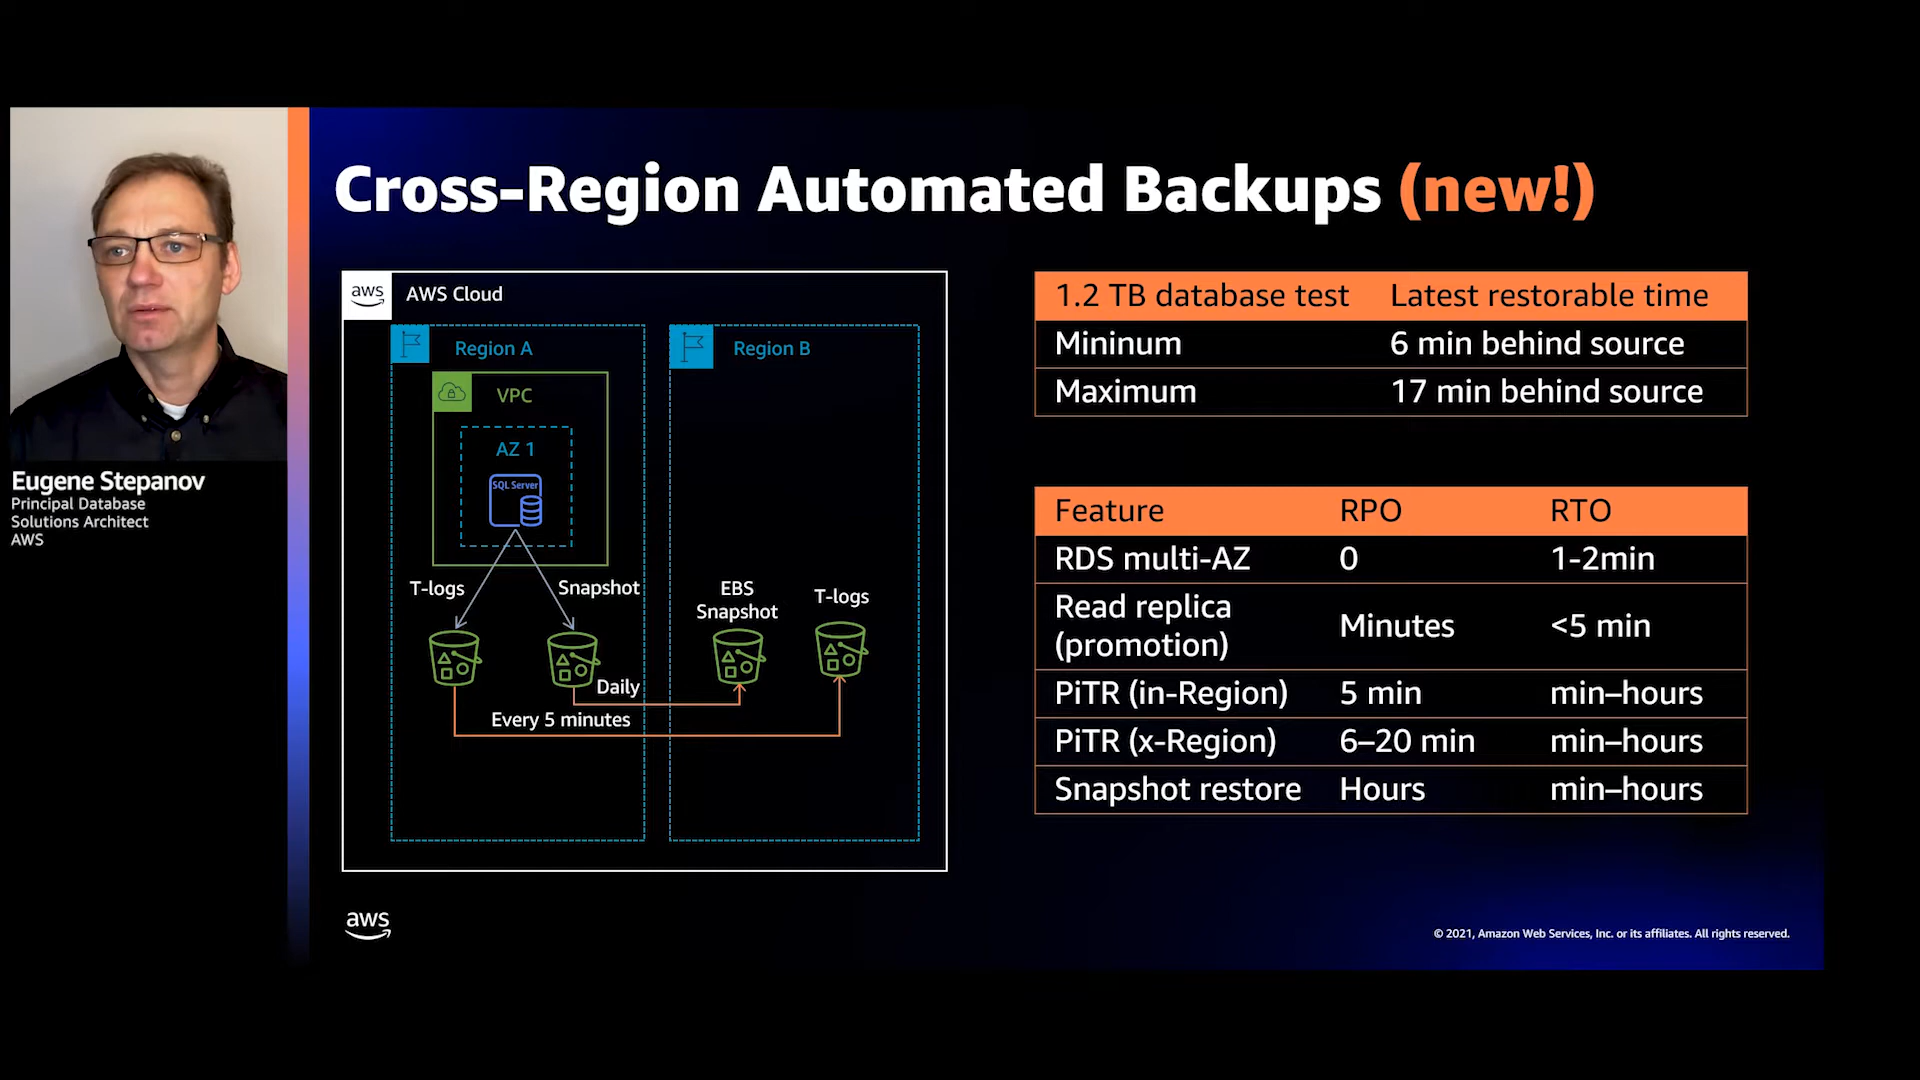 Cross-Region Automated Backups (new!)
Eugene Stepanov
Principal Database
Solutions Architect
AWS
aws
AWS Cloud
Region A
Region B
VPC
AZ 1
SQL Server
T-logs
Snapshot
EBS
Snapshot
T-logs
Daily
Every 5 minutes
1.2 TB database test Latest restorable time
Mininum 6 min behind source
Maximum 17 min behind source
Feature RPO RTO
RDS multi-AZ 0 1-2min
Read replica
(promotion) Minutes <5 min
PiTR (in-Region) 5 min min–hours
PiTR (x-Region) 6–20 min min–hours
Snapshot restore Hours min–hours
aws
© 2021, Amazon Web Services, Inc. or its affiliates. All rights reserved.